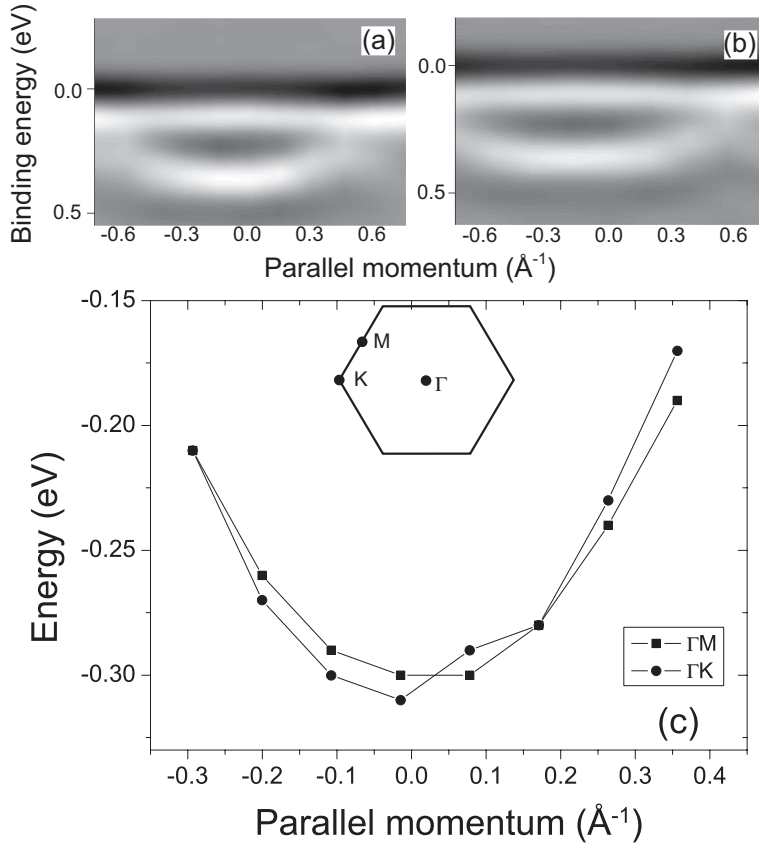 (a)
(b)
Binding energy (eV)
0.0
0.5
0.0
0.5
-0.6 -0.3 0.0 0.3 0.6
-0.6 -0.3 0.0 0.3 0.6
Parallel momentum (Å⁻¹)
-0.15
-0.20
-0.25
-0.30
Energy (eV)
M
K
Γ
ΓM
ΓK
(c)
-0.3 -0.2 -0.1 0.0 0.1 0.2 0.3 0.4
Parallel momentum (Å⁻¹)